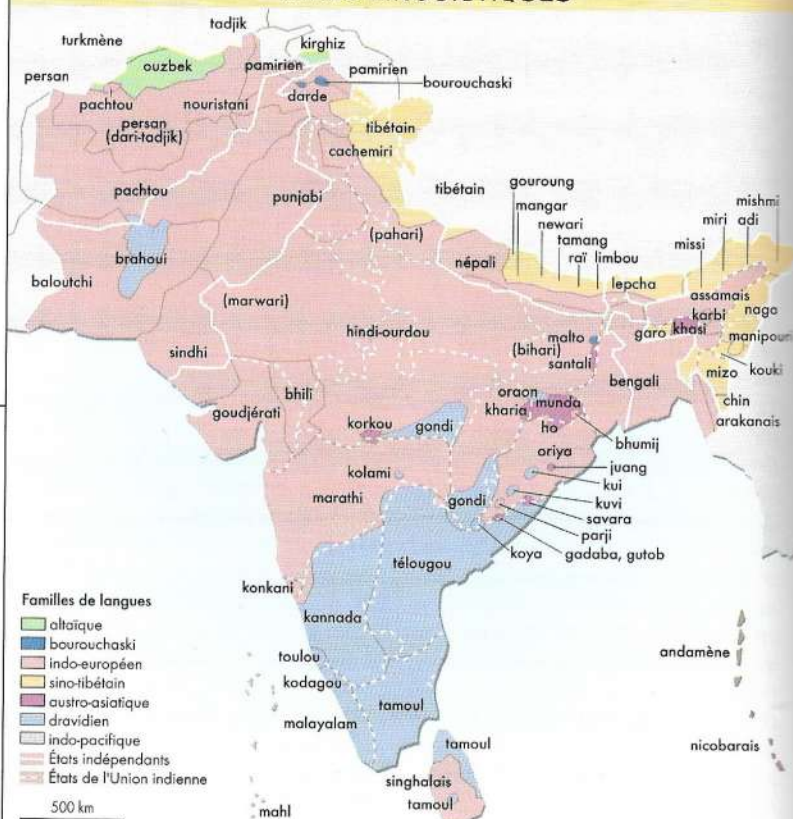 tadjik
turkmène
kirghiz
ouzbek
pamirien
pamirien
persan
bourouchaski
pachtou
nouristani
darde
persan
(dari-tadjik)
tibétain
cachemiri
pachtou
punjabi
tibétain
gouroung
mangar
newari
tamang
raï
limbou
mishmi
miri
adi
missi
(pahari)
népali
lepcha
brahoui
baloutchi
assamais
naga
karbi
(marwari)
hindi-ourdou
malto
garo
khasi
manipouri
(bihari)
santali
sindhi
bengali
mizo
kouki
bhili
oraon
munda
chin
kharia
goudjérati
korkou
gondi
ho
arakanais
bhumij
oriya
kolami
juang
marathi
gondi
kui
kuvi
savara
parji
koya
gadaba, gutob
télougou
konkani
Familles de langues
altaïque
bourouchaski
indo-européen
sino-tibétain
austro-asiatique
dravidien
indo-pacifique
États indépendants
États de l'Union indienne
500 km
kannada
toulou
kodagou
malayalam
tamoul
andamène
tamoul
nicobarais
singhalais
tamoul
mahl